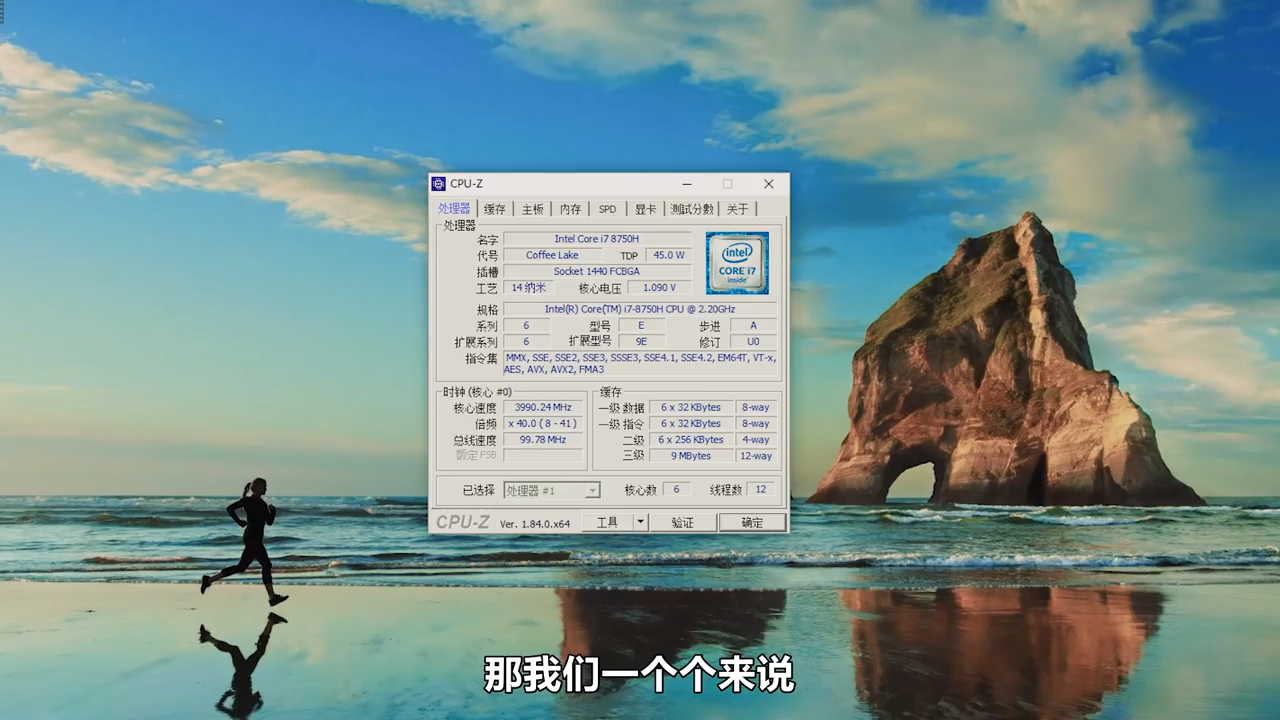 CPU-Z
处理器 缓存 主板 内存 SPD 显卡 測試分數 关于
处理器
名字 Intel Core i7 8750H
代号 Coffee Lake TDP 45.0 W
插槽 Socket 1440 FCBGA
工艺 14 纳米 核心电压 1.090 V
intel CORE i7 inside
规格 Intel(R) Core(TM) i7-8750H CPU @ 2.20GHz
系列 6 型号 E 步进 A
扩展系列 6 扩展型号 9E 修订 U0
指令集 MMX, SSE, SSE2, SSE3, SSSE3, SSE4.1, SSE4.2, EM64T, VT-x,
AES, AVX, AVX2, FMA3
时钟 (核心 #0)
核心速度 3990.24 MHz
倍频 x 40.0 ( 8 - 41 )
总线速度 99.78 MHz
额定 FSB
缓存
一级 数据 6 x 32 KBytes 8-way
一级 指令 6 x 32 KBytes 8-way
二级 6 x 256 KBytes 4-way
三级 9 MBytes 12-way
已选择 处理器 #1 核心数 6 线程数 12
CPU-Z Ver. 1.84.0.x64 工具 验证 确定
那我们一个个来说